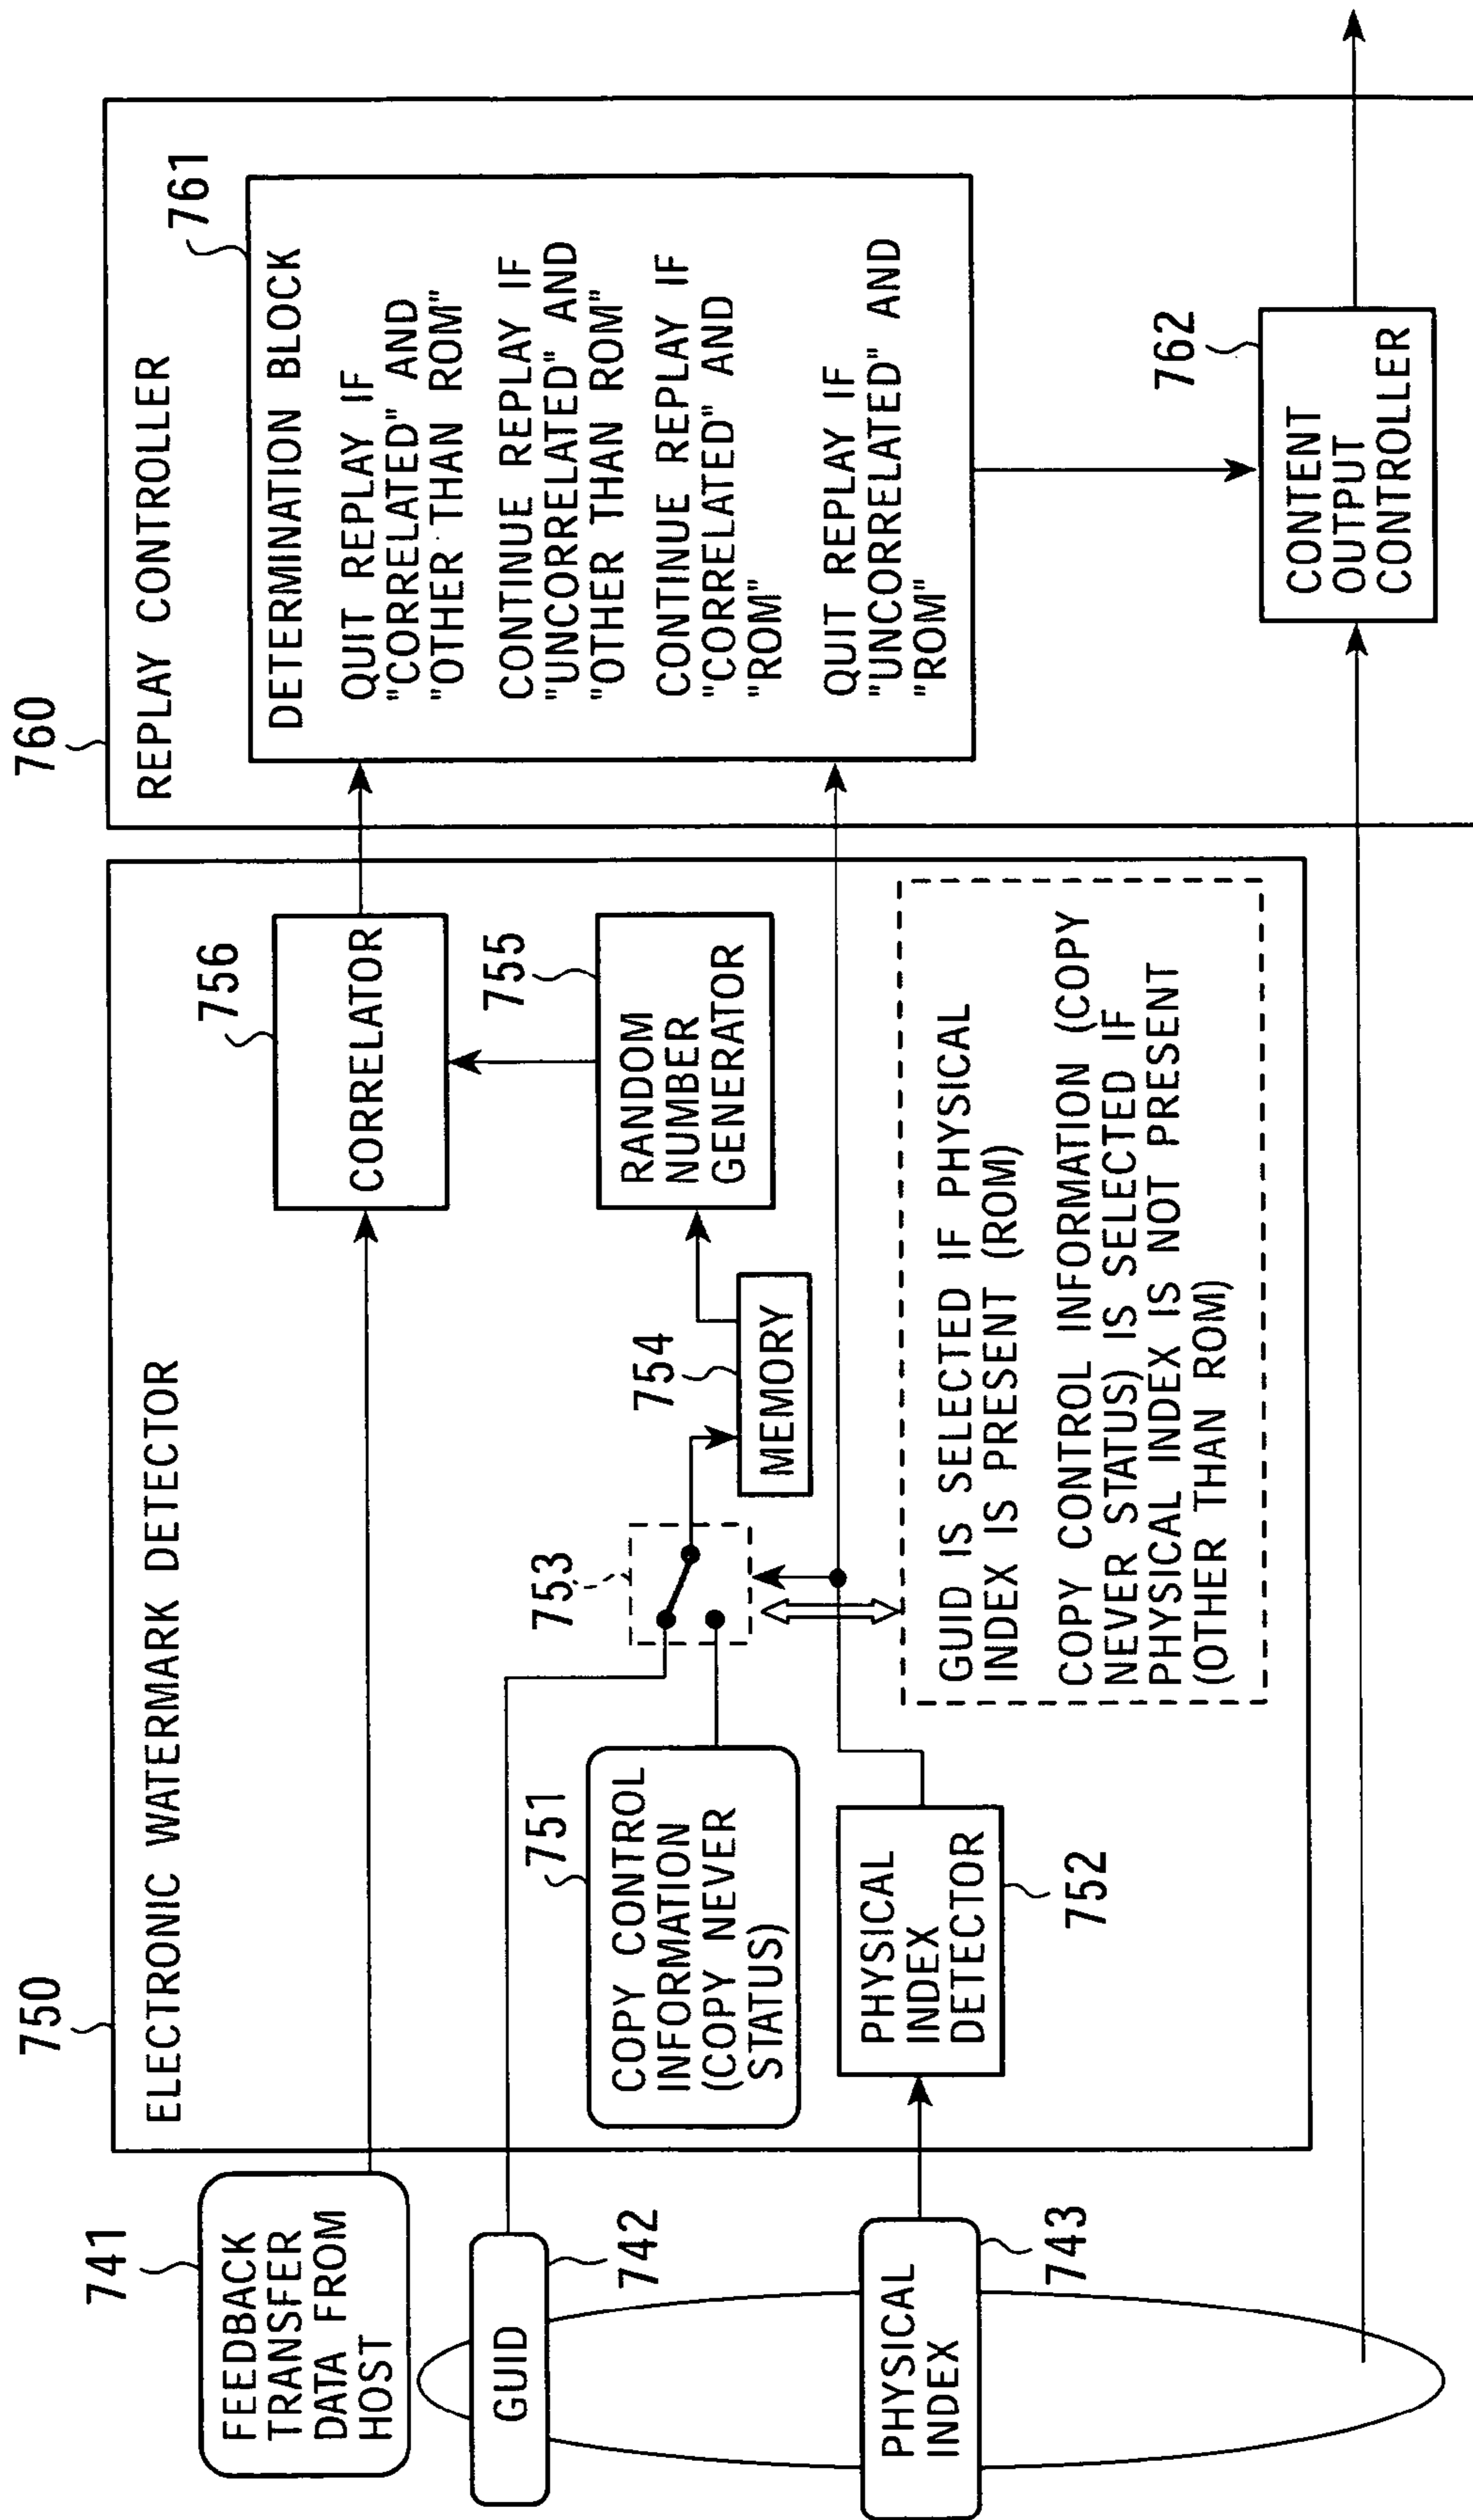 750
ELECTRONIC WATERMARK DETECTOR
741
FEEDBACK
TRANSFER
DATA FROM
HOST
GUID
742
PHYSICAL
INDEX
743
751
COPY CONTROL
INFORMATION
(COPY NEVER
STATUS)
PHYSICAL
INDEX
DETECTOR
752
753
754
MEMORY
755
RANDOM
NUMBER
GENERATOR
756
CORRELATOR
GUID IS SELECTED IF PHYSICAL
INDEX IS PRESENT (ROM)
COPY CONTROL INFORMATION (COPY
NEVER STATUS) IS SELECTED IF
PHYSICAL INDEX IS NOT PRESENT
(OTHER THAN ROM)
760
REPLAY CONTROLLER
761
DETERMINATION BLOCK
QUIT REPLAY IF
"CORRELATED" AND
"OTHER THAN ROM"
CONTINUE REPLAY IF
"UNCORRELATED" AND
"OTHER THAN ROM"
CONTINUE REPLAY IF
"CORRELATED" AND
"ROM"
QUIT REPLAY IF
"UNCORRELATED" AND
"ROM"
762
CONTENT
OUTPUT
CONTROLLER